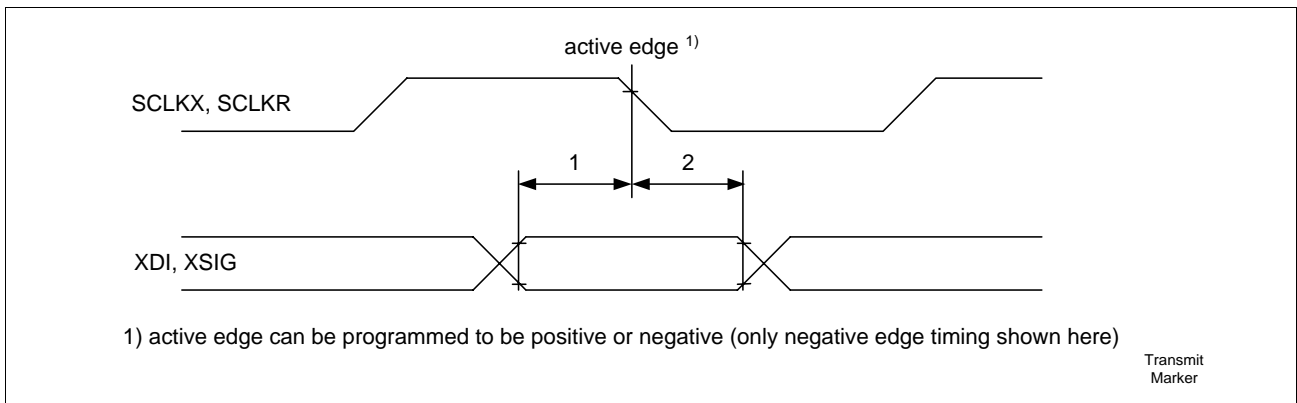 active edge 1)
SCLKX, SCLKR
1 2
XDI, XSIG
1) active edge can be programmed to be positive or negative (only negative edge timing shown here)
Transmit
Marker